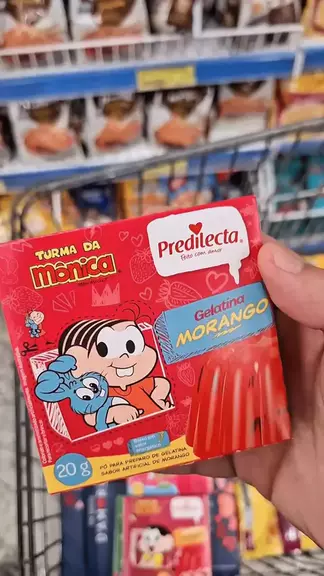 TURMA DA
mônica
Predilecta
Feito com amor
Gelatina
MORANGO
20 g
PÓ PARA PREPARO DE GELATINA
SABOR ARTIFICIAL DE MORANGO